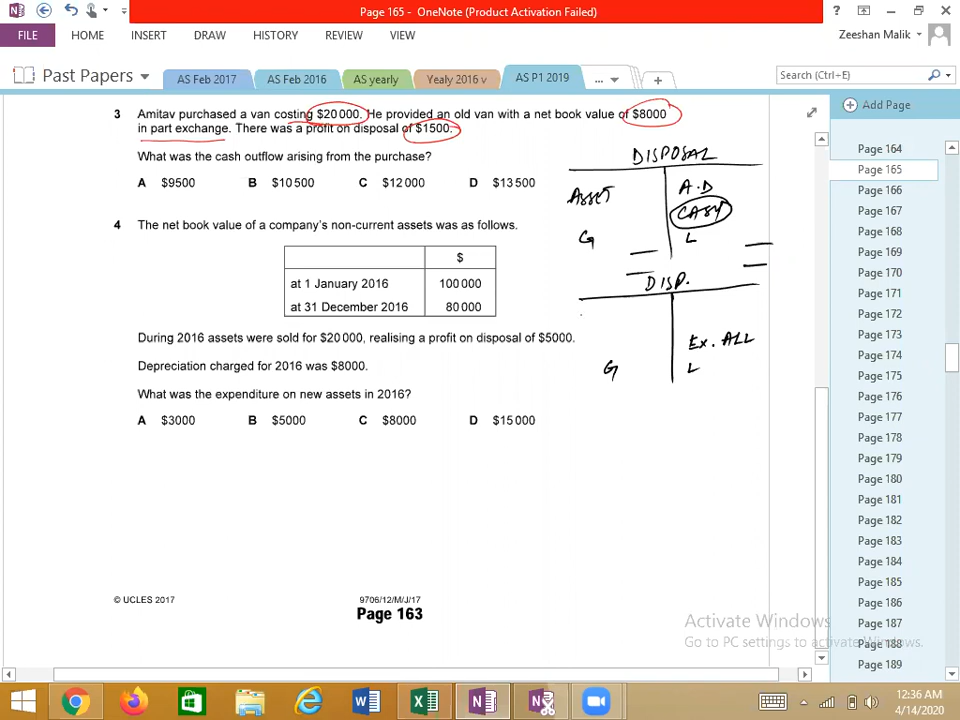 Page 165 - OneNote (Product Activation Failed)
FILE HOME INSERT DRAW HISTORY REVIEW VIEW
Zeeshan Malik
Past Papers
AS Feb 2017 AS Feb 2016 AS yearly Yealy 2016 v AS P1 2019 ...
Search (Ctrl+E)
Add Page
3 Amitav purchased a van costing $20 000. He provided an old van with a net book value of $8000
in part exchange. There was a profit on disposal of $1500.
What was the cash outflow arising from the purchase?
A $9500 B $10 500 C $12 000 D $13 500
4 The net book value of a company's non-current assets was as follows.
$
at 1 January 2016 100 000
at 31 December 2016 80 000
During 2016 assets were sold for $20 000, realising a profit on disposal of $5000.
Depreciation charged for 2016 was $8000.
What was the expenditure on new assets in 2016?
A $3000 B $5000 C $8000 D $15 000
DISPOSAL
ASSET A.D
CASH
G L
DISP.
Ex. ALL
G L
© UCLES 2017
9706/12/M/J/17
Page 163
Page 164
Page 165
Page 166
Page 167
Page 168
Page 169
Page 170
Page 171
Page 172
Page 173
Page 174
Page 175
Page 176
Page 177
Page 178
Page 179
Page 180
Page 181
Page 182
Page 183
Page 184
Page 185
Page 186
Page 187
Page 188
Page 189
Activate Windows
Go to PC settings to activate Windows.
12:36 AM
4/14/2020